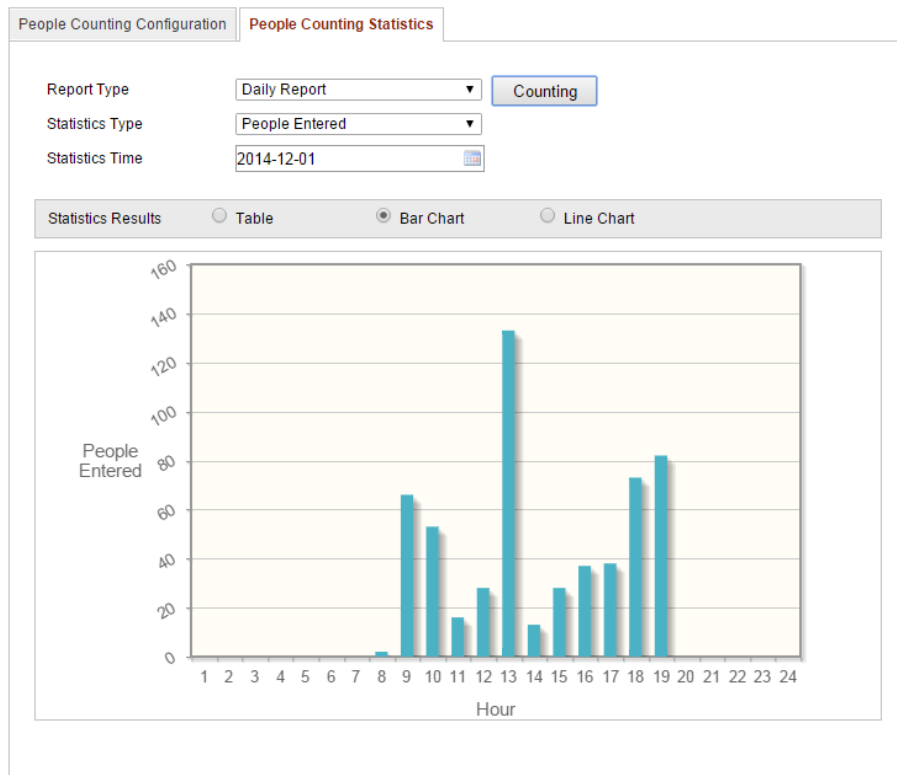 People Counting Configuration
People Counting Statistics
Report Type
Daily Report
Counting
Statistics Type
People Entered
Statistics Time
2014-12-01
Statistics Results
Table
Bar Chart
Line Chart
160
140
120
100
80
60
40
20
0
People
Entered
1 2 3 4 5 6 7 8 9 10 11 12 13 14 15 16 17 18 19 20 21 22 23 24
Hour